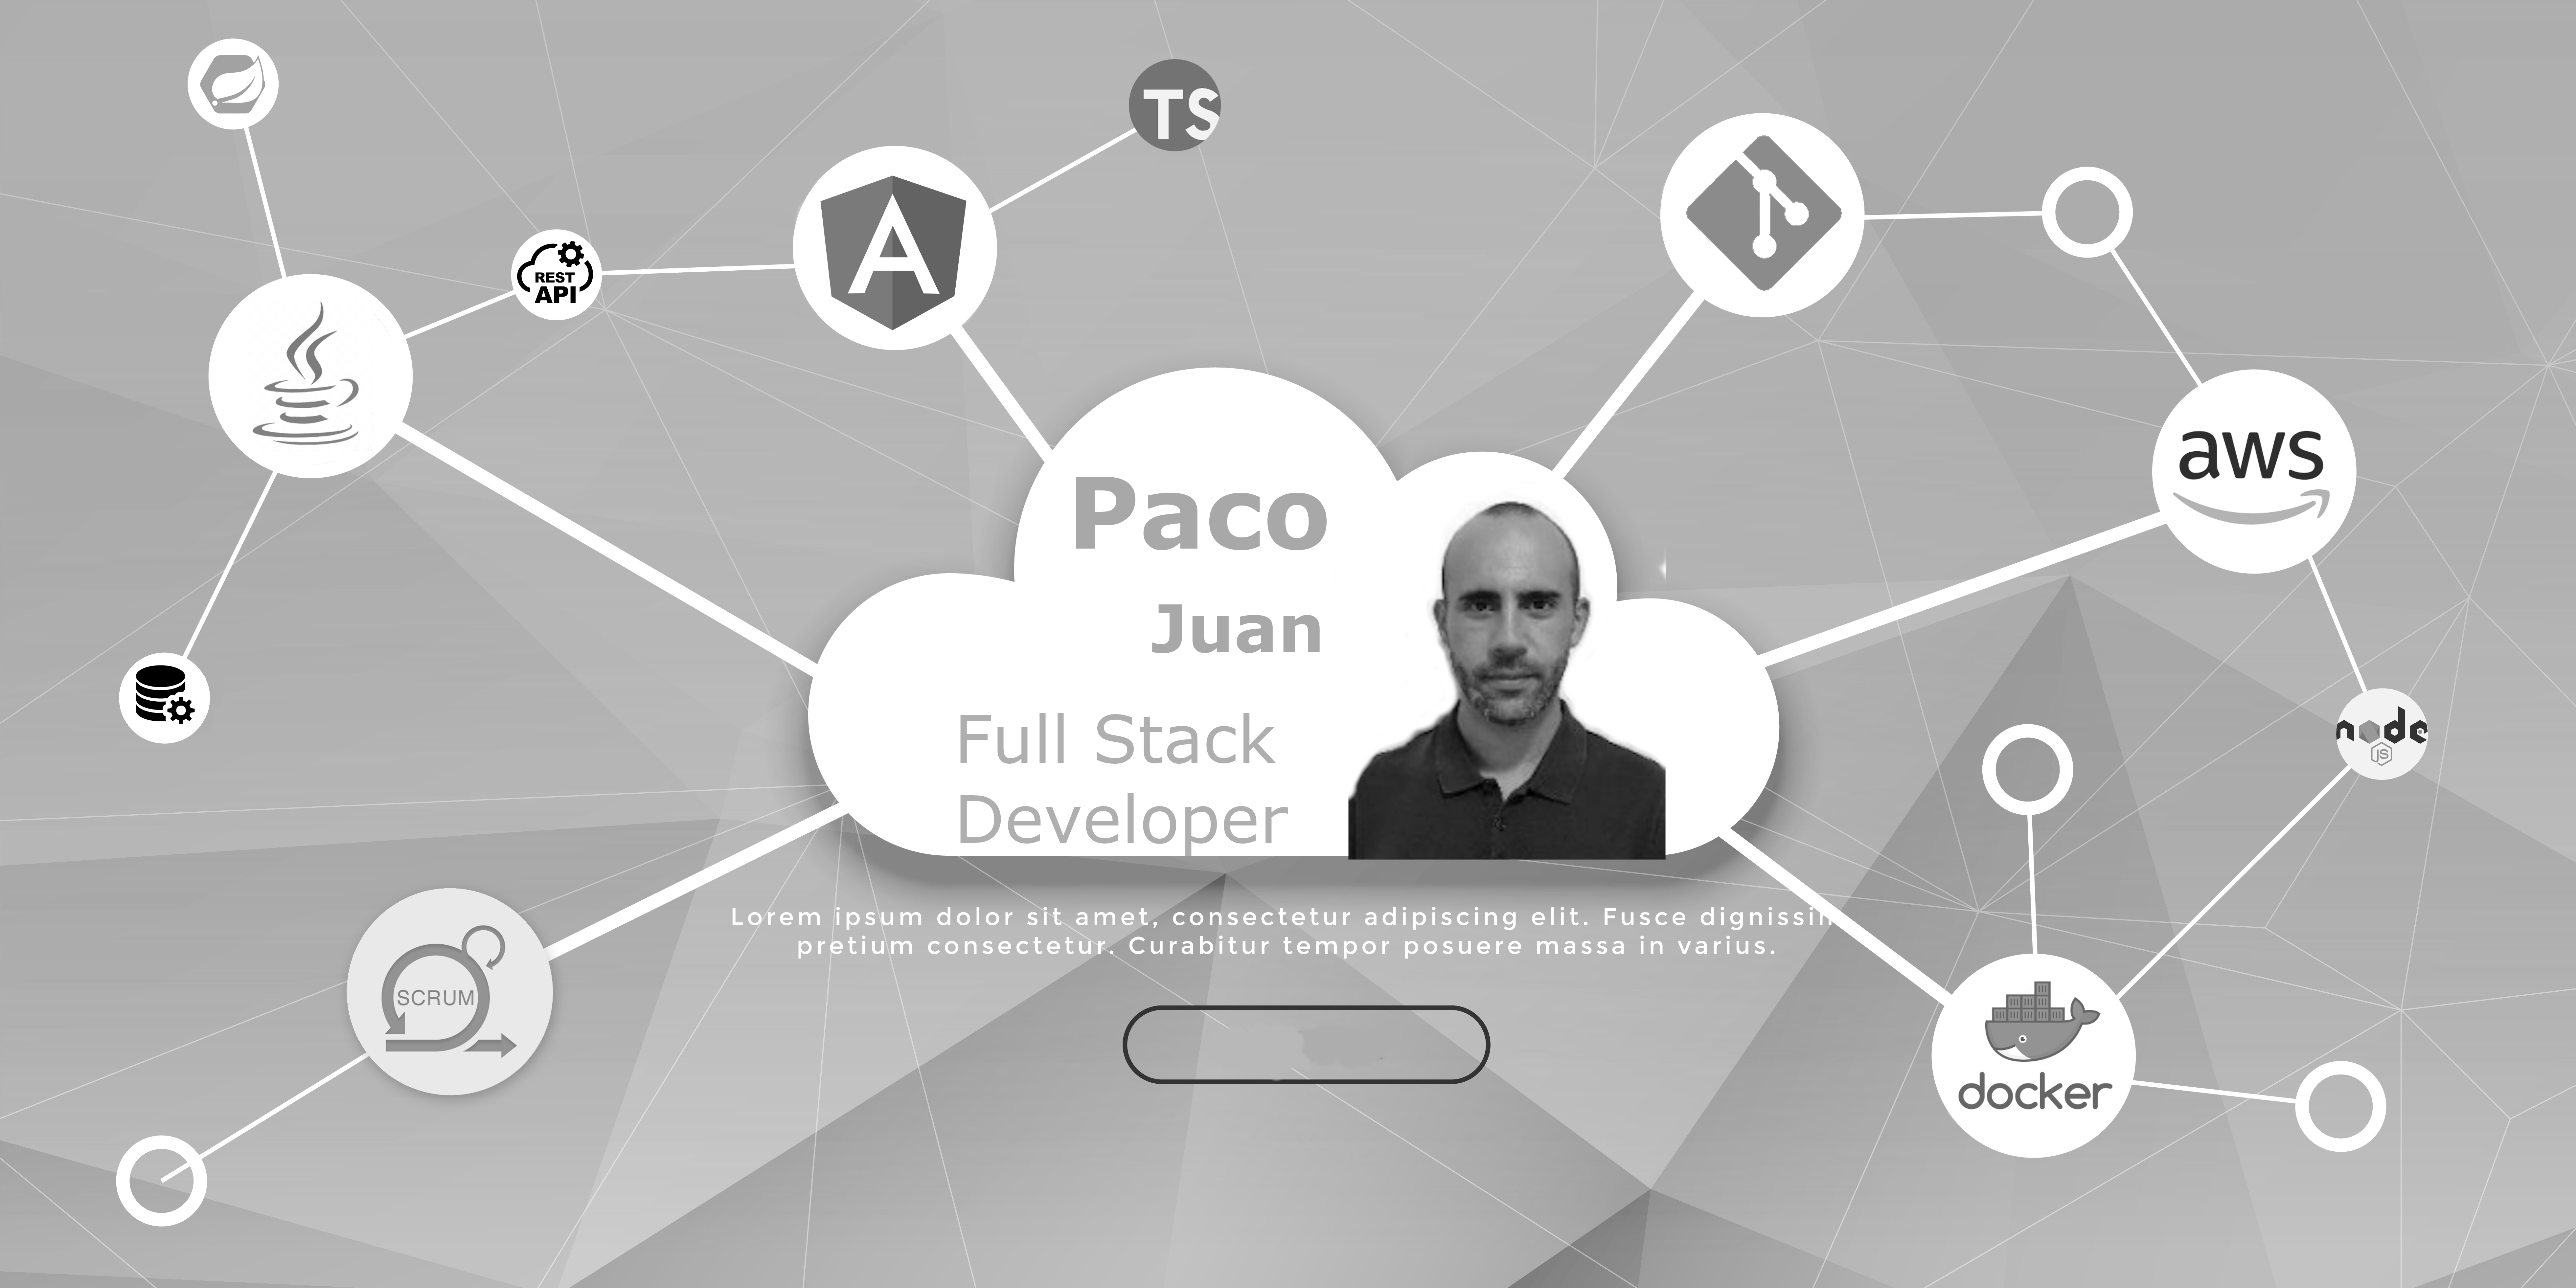 TS
REST
API
A
aws
Paco
Juan
Full Stack
Developer
node
JS
Lorem ipsum dolor sit amet, consectetur adipiscing elit. Fusce dignissin
pretium consectetur. Curabitur tempor posuere massa in varius.
SCRUM
docker